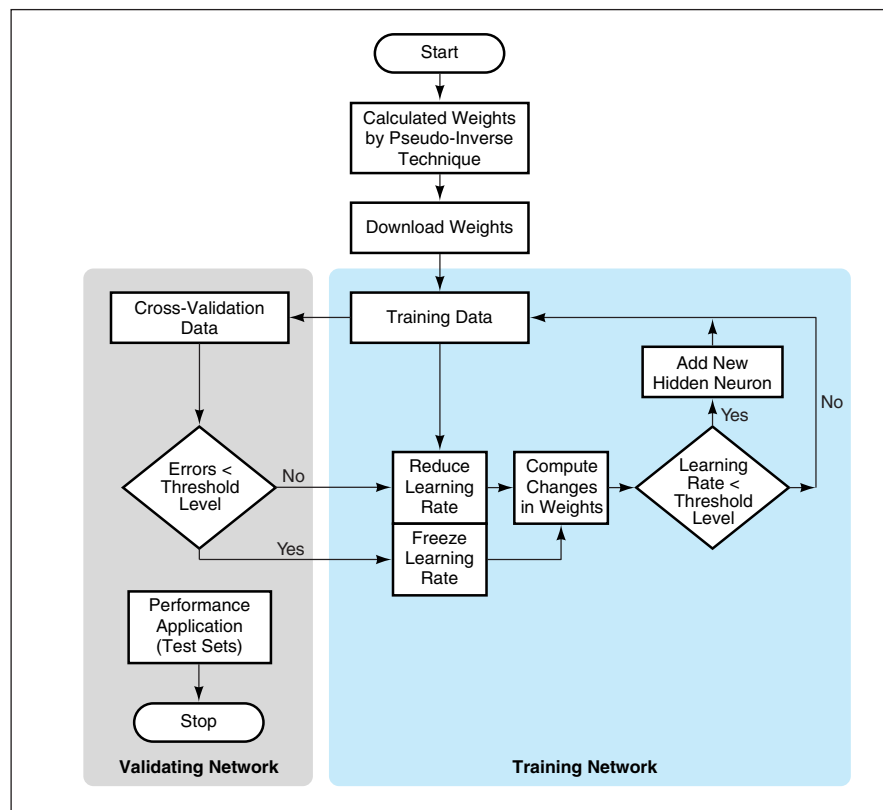 Start
Calculated Weights
by Pseudo-Inverse
Technique
Download Weights
Cross-Validation
Data
Training Data
Add New
Hidden Neuron
No
Yes
Errors <
Threshold
Level
No
Reduce
Learning
Rate
Compute
Changes
in Weights
Learning
Rate <
Threshold
Level
Yes
Freeze
Learning
Rate
Performance
Application
(Test Sets)
Stop
Validating Network
Training Network